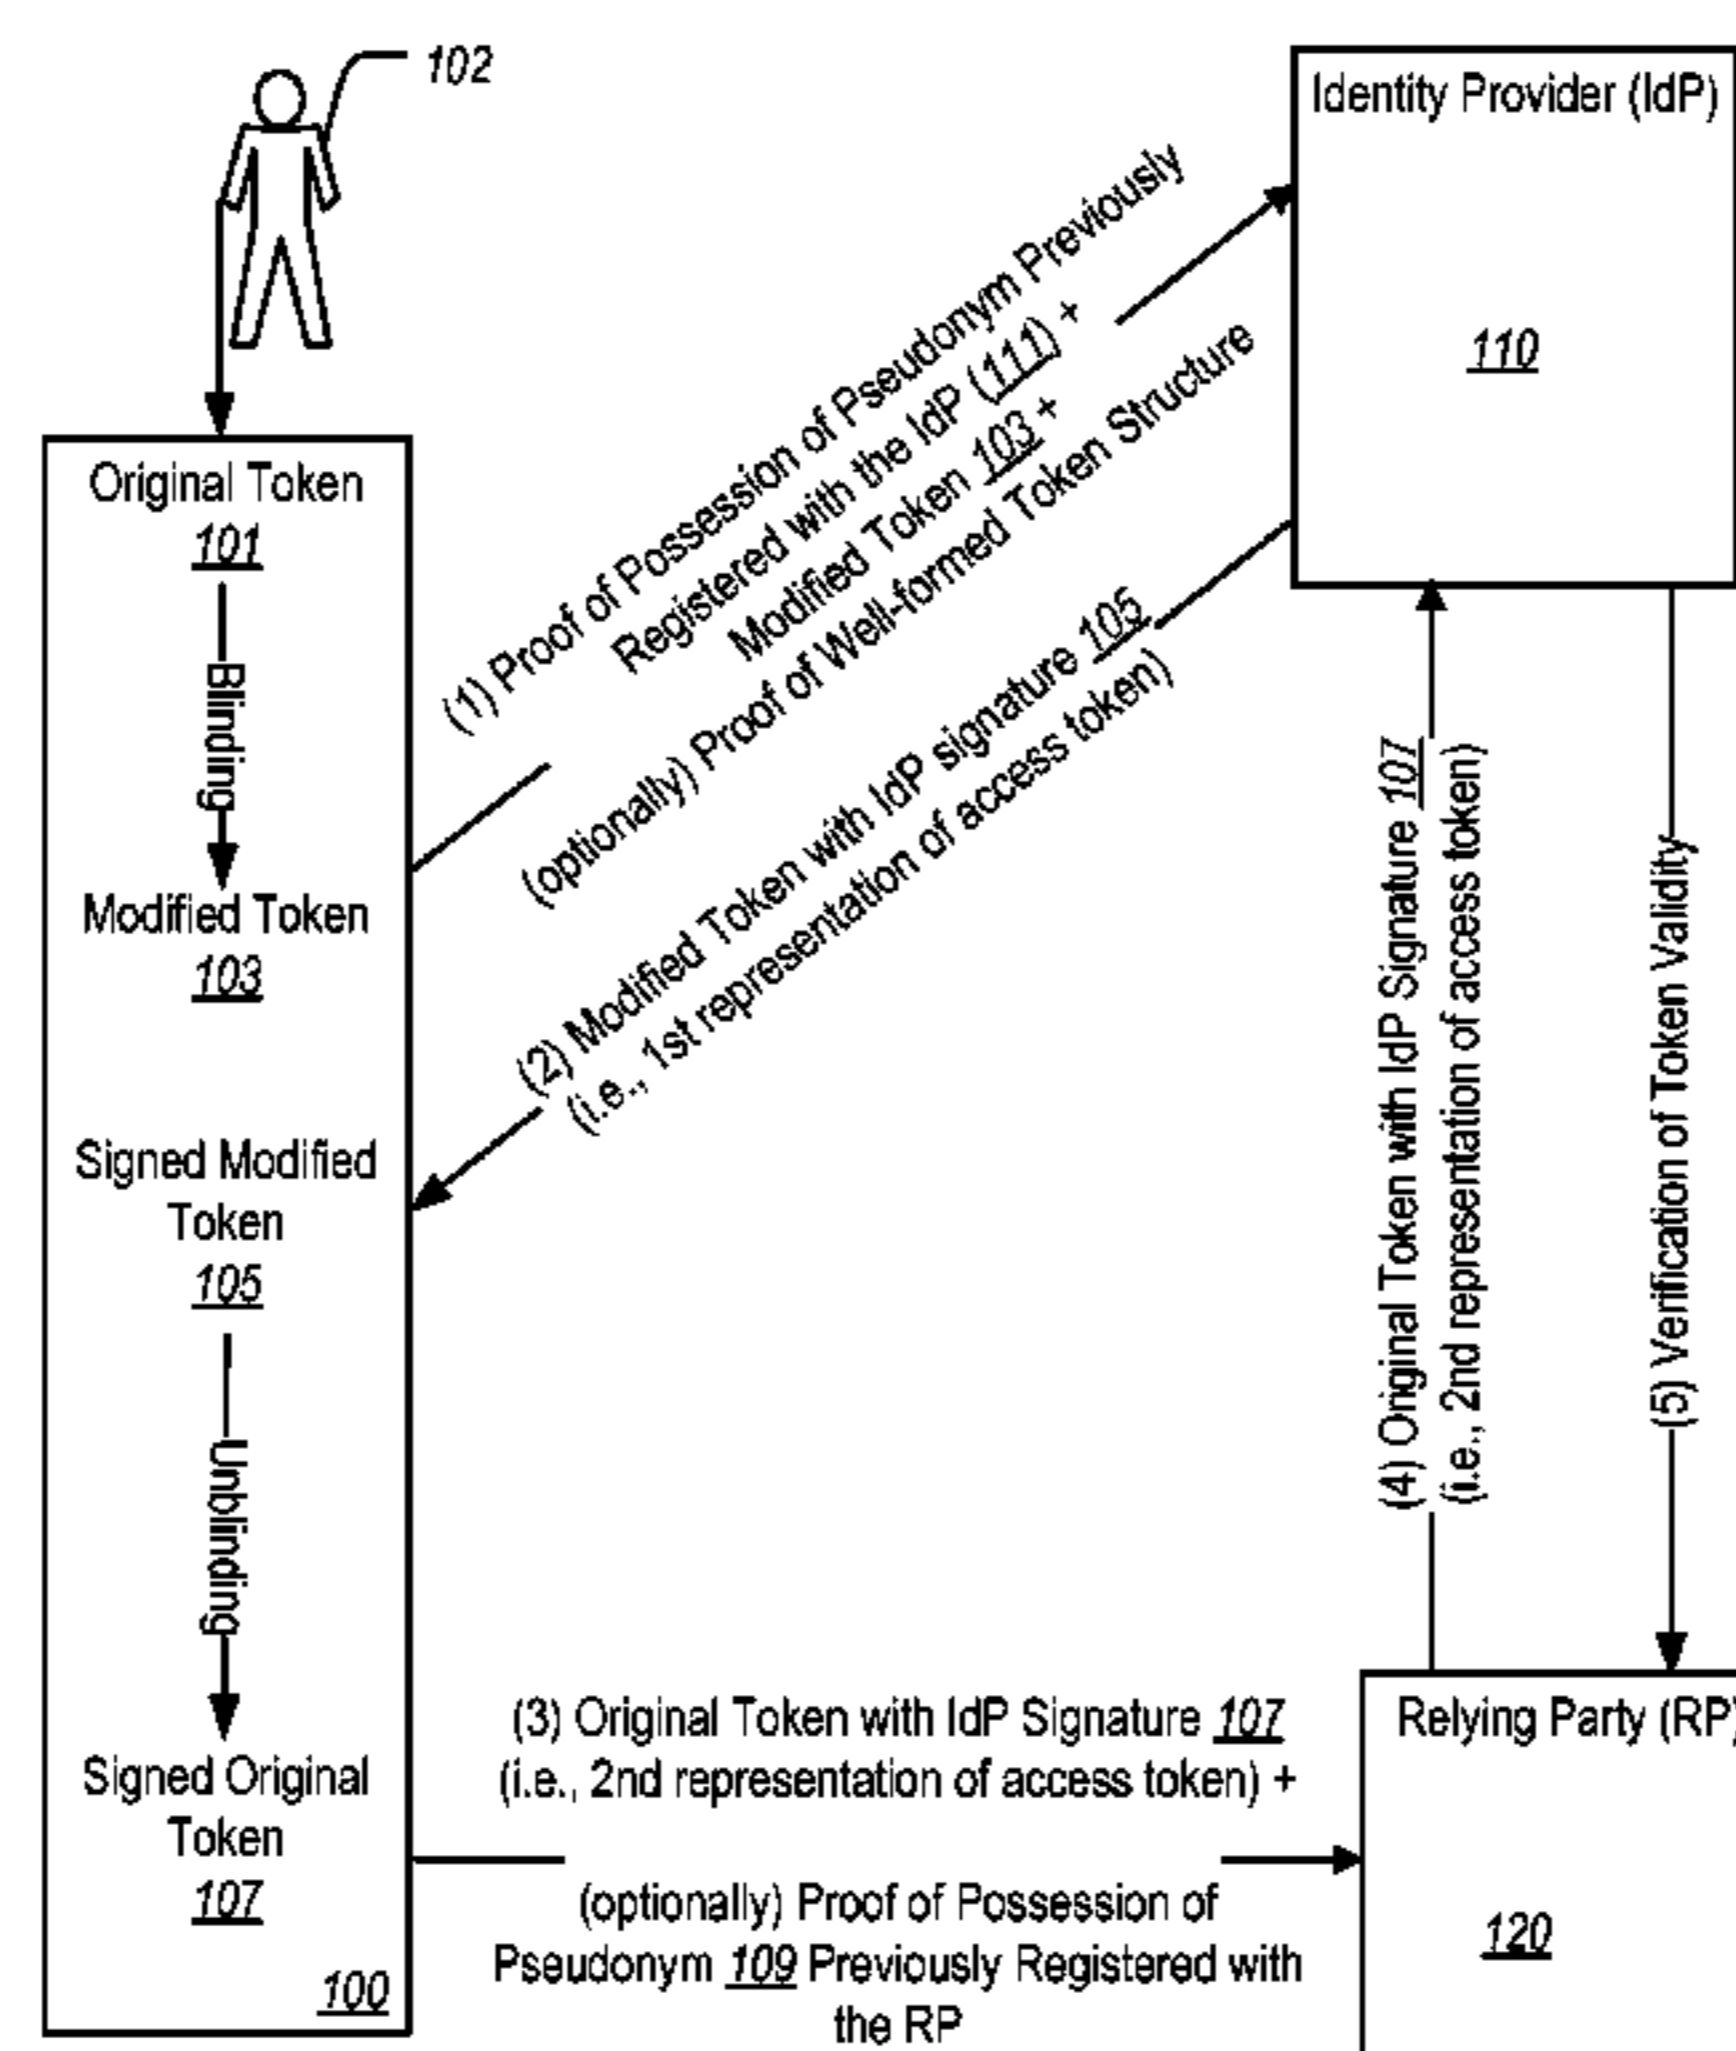 102
Identity Provider (IdP)
110
Original Token
101
Blinding
Modified Token
103
Signed Modified
Token
105
Unblinding
Signed Original
Token
107
100
(1) Proof of Possession of Pseudonym Previously
Registered with the IdP (111) +
Modified Token 103 +
(optionally) Proof of Well-formed Token Structure
(2) Modified Token with IdP signature 105
(i.e., 1st representation of access token)
(3) Original Token with IdP Signature 107
(i.e., 2nd representation of access token) +
(optionally) Proof of Possession of
Pseudonym 109 Previously Registered with
the RP
(4) Original Token with IdP Signature 107
(i.e., 2nd representation of access token)
(5) Verification of Token Validity
Relying Party (RP)
120